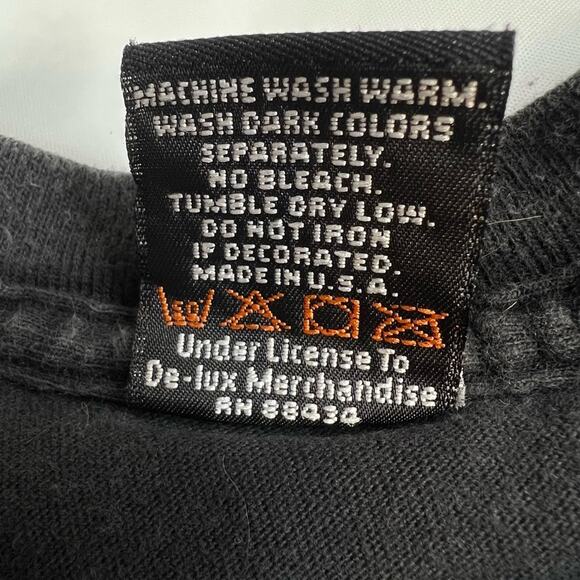 MACHINE WASH WARM.
WASH DARK COLORS
SEPARATELY.
NO BLEACH.
TUMBLE DRY LOW.
DO NOT IRON
IF DECORATED.
MADE IN U.S.A.
50
Under License To
De-lux Merchandise
RN 88434